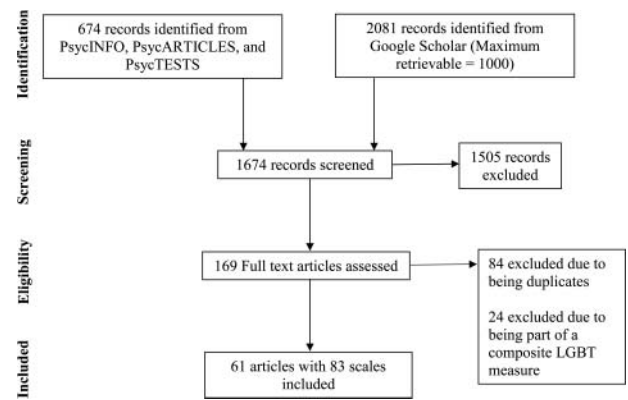 Identification
674 records identified from
PsycINFO, PsycARTICLES, and
PsycTESTS
2081 records identified from
Google Scholar (Maximum
retrievable = 1000)
Screening
1674 records screened
1505 records
excluded
Eligibility
169 Full text articles assessed
84 excluded due to
being duplicates
24 excluded due to
being part of a
composite LGBT
measure
Included
61 articles with 83 scales
included